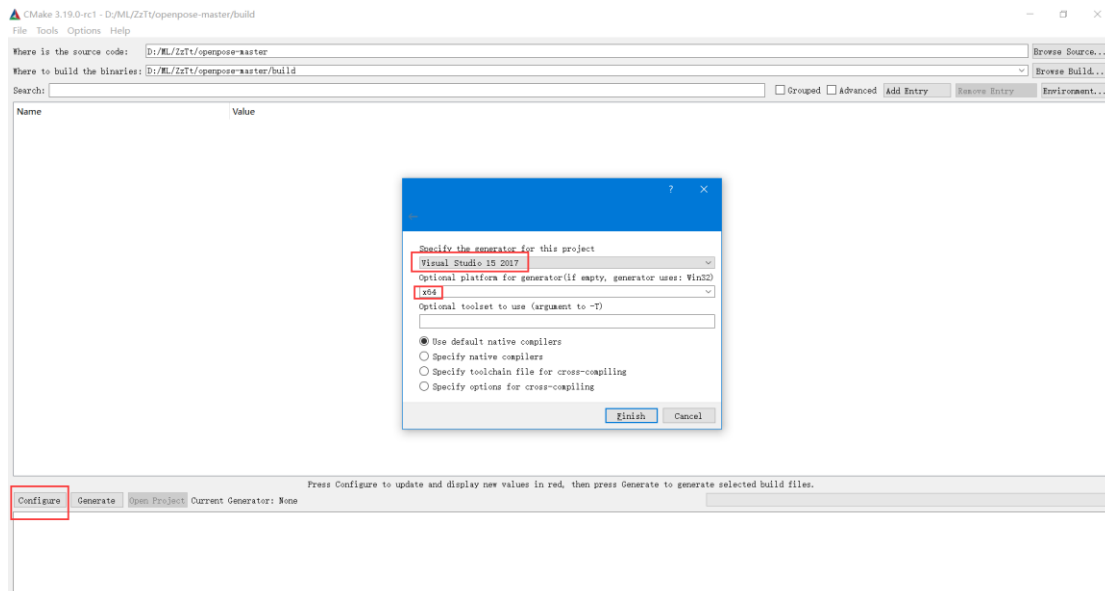 CMake 3.19.0-rc1 - D:/ML/ZzTt/openpose-master/build
File Tools Options Help
Where is the source code: D:/ML/ZzTt/openpose-master Browse Source...
Where to build the binaries: D:/ML/ZzTt/openpose-master/build Browse Build...
Search: Grouped Advanced Add Entry Remove Entry Environment...
Name Value
?
Specify the generator for this project
Visual Studio 15 2017
Optional platform for generator(if empty, generator uses: Win32)
x64
Optional toolset to use (argument to -T)
Use default native compilers
Specify native compilers
Specify toolchain file for cross-compiling
Specify options for cross-compiling
Finish Cancel
Press Configure to update and display new values in red, then press Generate to generate selected build files.
Configure Generate Open Project Current Generator: None